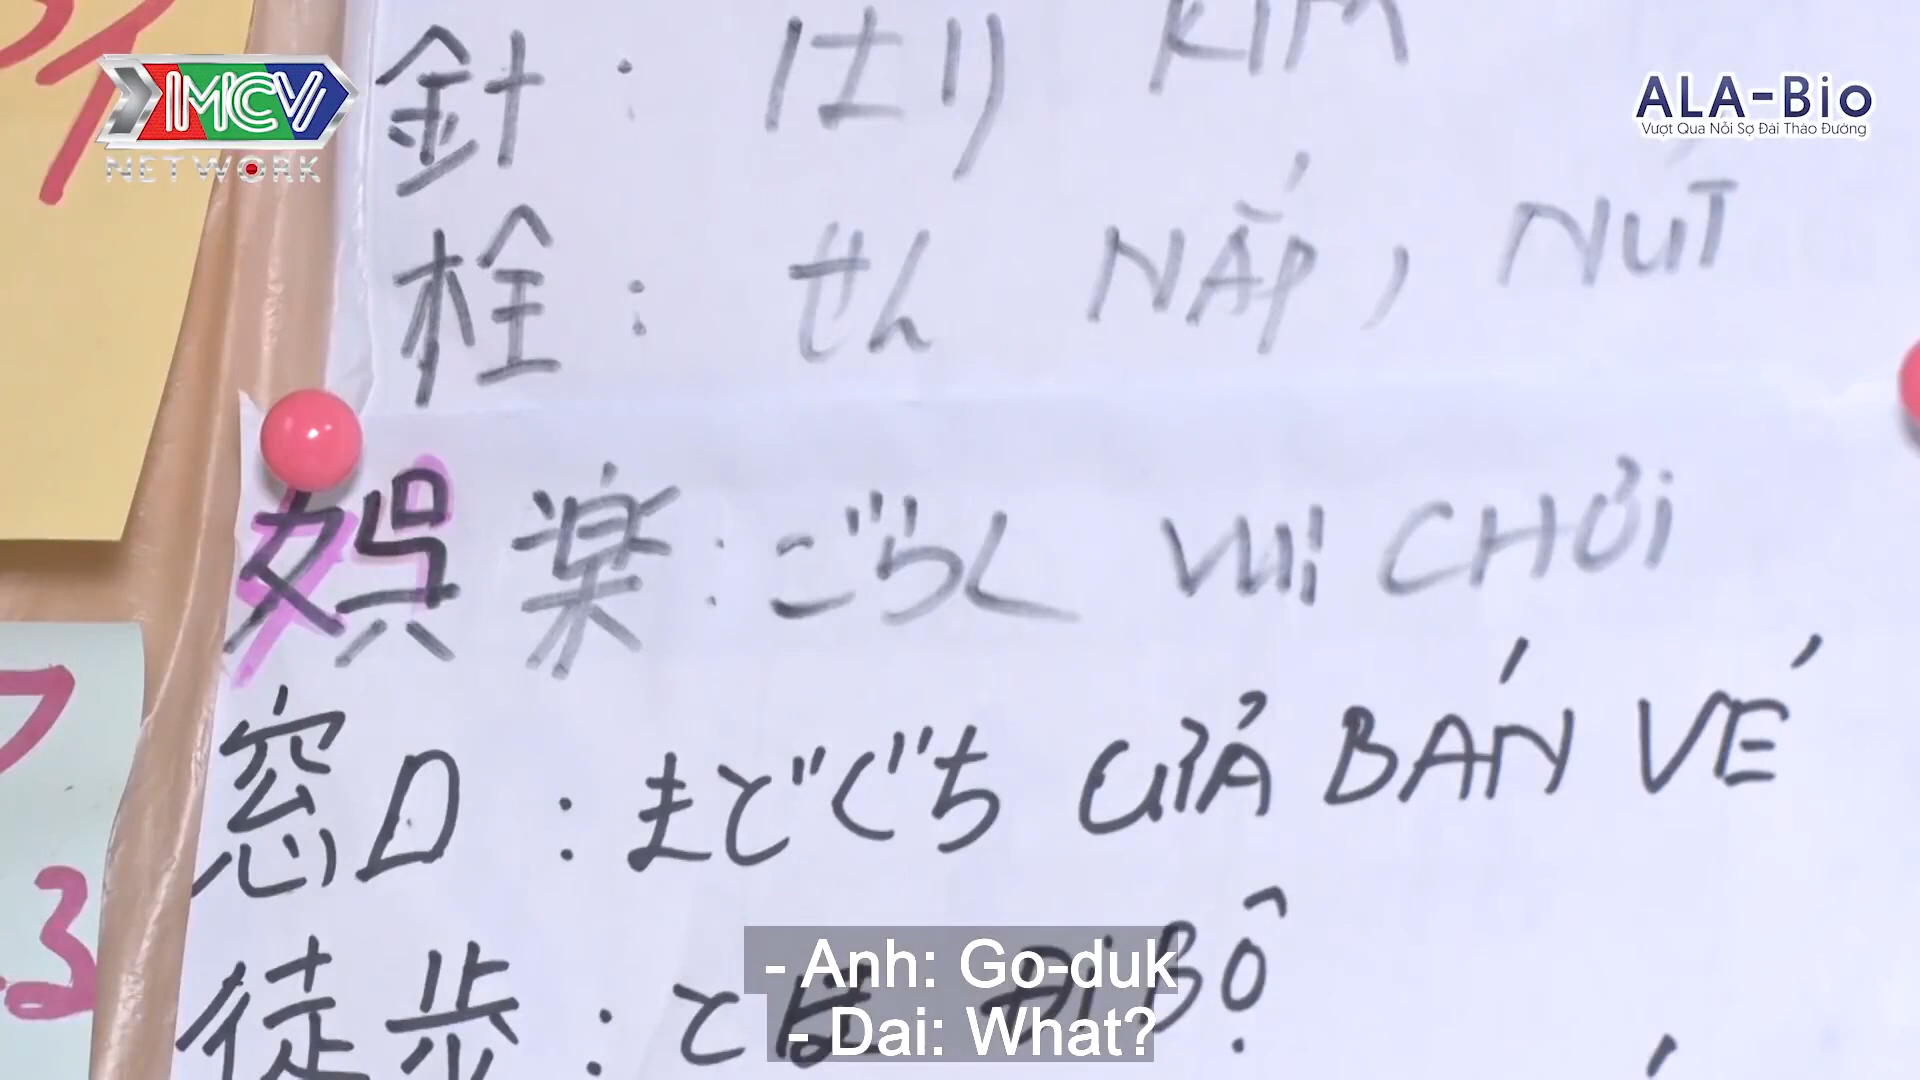 MCV
NETWORK
ALA-Bio
Vượt Qua Nỗi Sợ Đái Tháo Đường
針 : はり KIM
栓 : せん NẮP, NÚT
娯楽 : ごらく VUI CHƠI
窓口 : まどぐち CỬA BÁN VÉ
徒歩 : とほ ĐI BỘ
- Anh: Go-duk
- Dai: What?